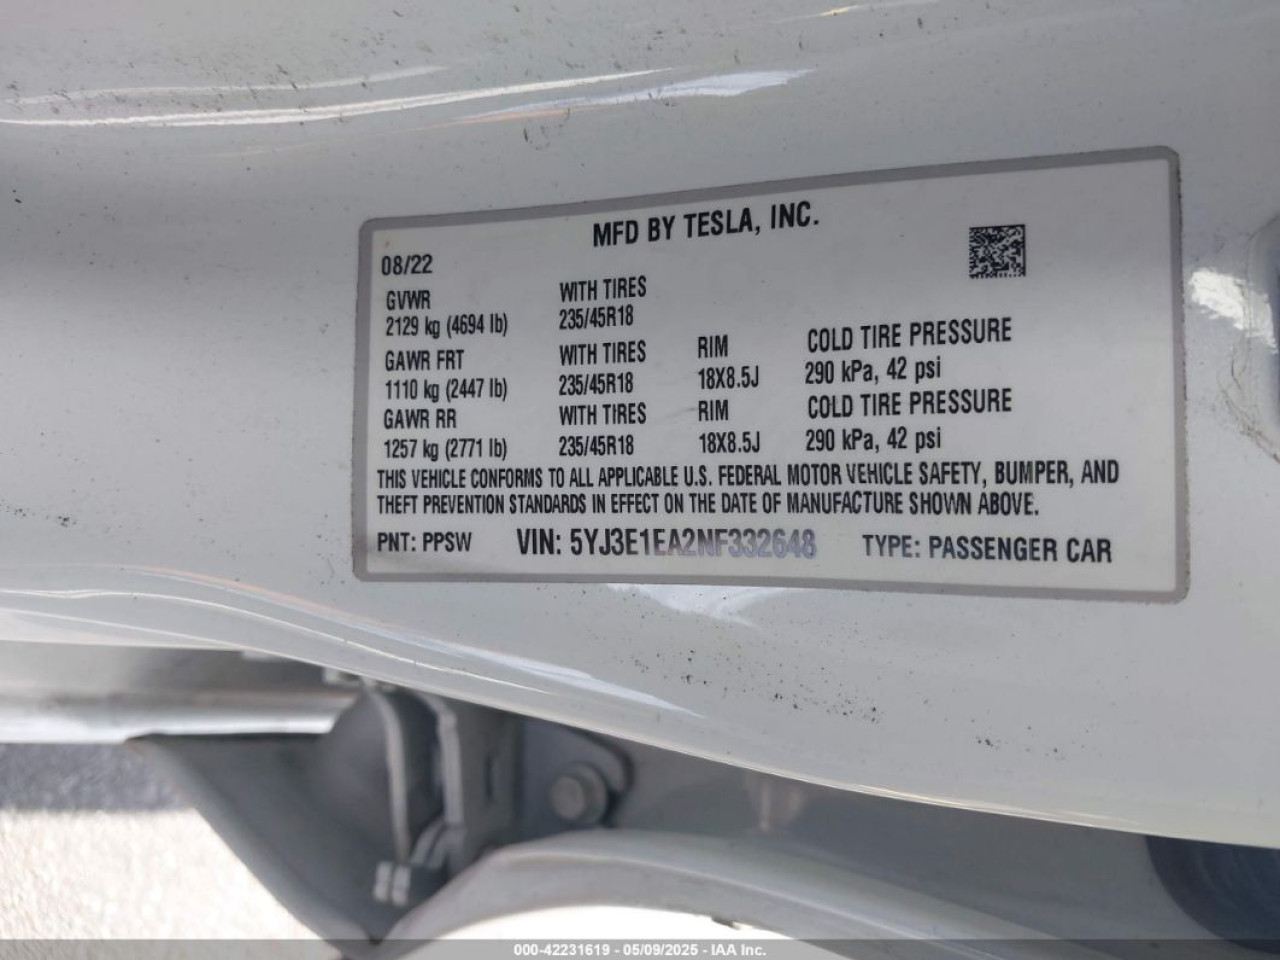 MFD BY TESLA, INC.
08/22
GVWR WITH TIRES
2129 kg (4694 lb) 235/45R18
GAWR FRT WITH TIRES RIM COLD TIRE PRESSURE
1110 kg (2447 lb) 235/45R18 18X8.5J 290 kPa, 42 psi
GAWR RR WITH TIRES RIM COLD TIRE PRESSURE
1257 kg (2771 lb) 235/45R18 18X8.5J 290 kPa, 42 psi
THIS VEHICLE CONFORMS TO ALL APPLICABLE U.S. FEDERAL MOTOR VEHICLE SAFETY, BUMPER, AND
THEFT PREVENTION STANDARDS IN EFFECT ON THE DATE OF MANUFACTURE SHOWN ABOVE.
PNT: PPSW VIN: 5YJ3E1EA2NF332648 TYPE: PASSENGER CAR
000-42231619 - 05/09/2025 - IAA Inc.